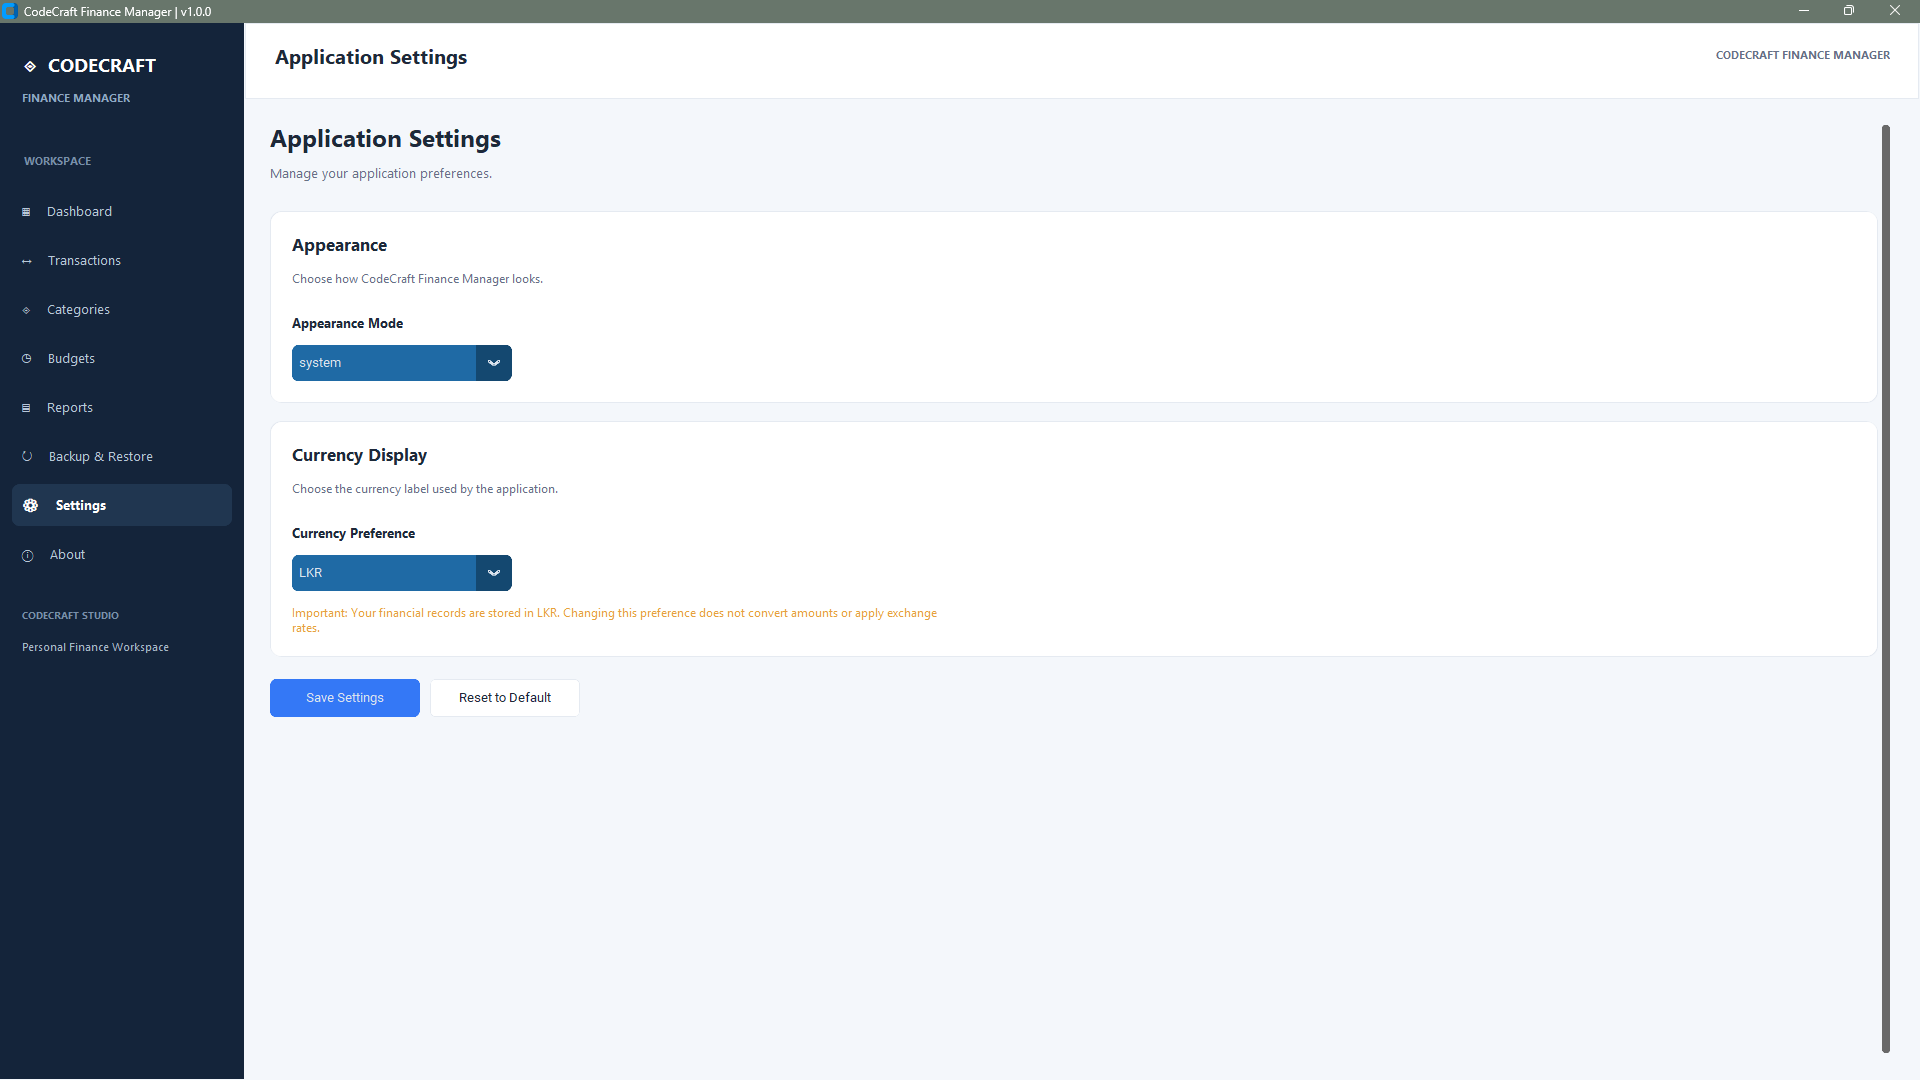 CodeCraft Finance Manager | v1.0.0
CODECRAFT
FINANCE MANAGER
WORKSPACE
Dashboard
Transactions
Categories
Budgets
Reports
Backup & Restore
Settings
About
CODECRAFT STUDIO
Personal Finance Workspace
Application Settings
CODECRAFT FINANCE MANAGER
Application Settings
Manage your application preferences.
Appearance
Choose how CodeCraft Finance Manager looks.
Appearance Mode
system
Currency Display
Choose the currency label used by the application.
Currency Preference
LKR
Important: Your financial records are stored in LKR. Changing this preference does not convert amounts or apply exchange
rates.
Save Settings
Reset to Default